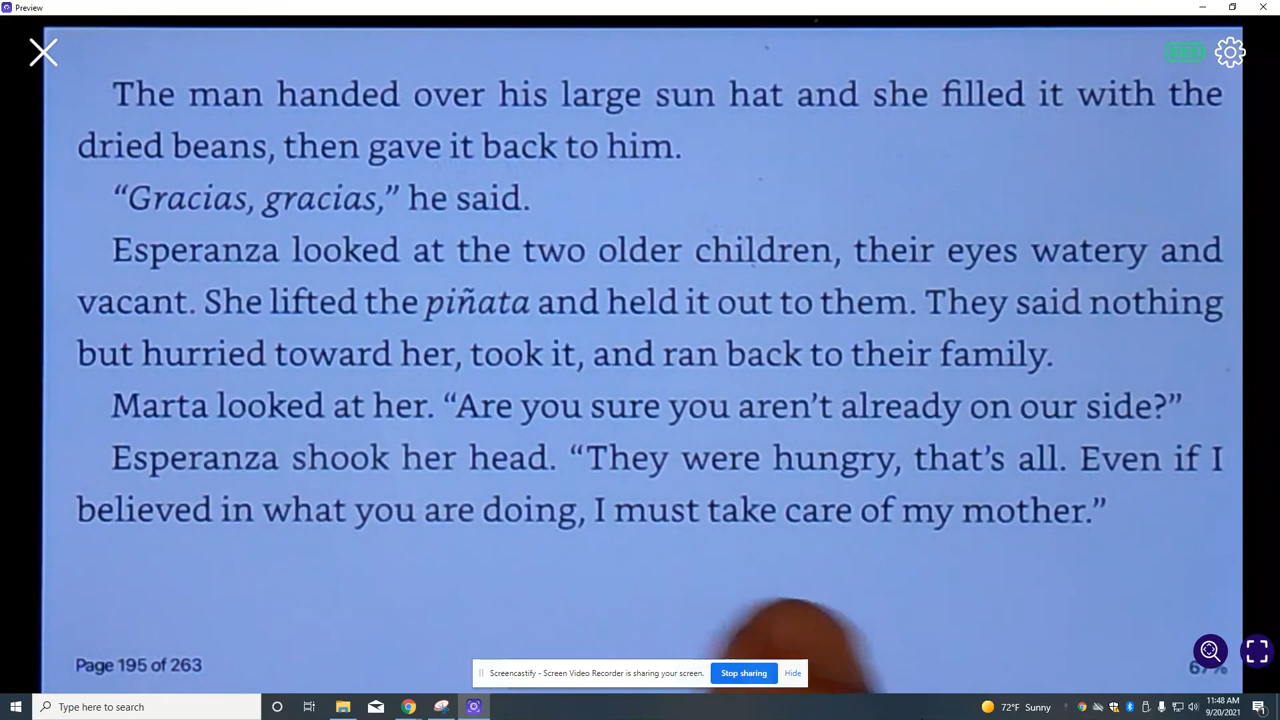 Preview
The man handed over his large sun hat and she filled it with the
dried beans, then gave it back to him.
“Gracias, gracias,” he said.
Esperanza looked at the two older children, their eyes watery and
vacant. She lifted the piñata and held it out to them. They said nothing
but hurried toward her, took it, and ran back to their family.
Marta looked at her. “Are you sure you aren’t already on our side?”
Esperanza shook her head. “They were hungry, that’s all. Even if I
believed in what you are doing, I must take care of my mother.”
Page 195 of 263
67%
Screencastify - Screen Video Recorder is sharing your screen. Stop sharing Hide
Type here to search
72°F Sunny
11:48 AM
9/20/2021